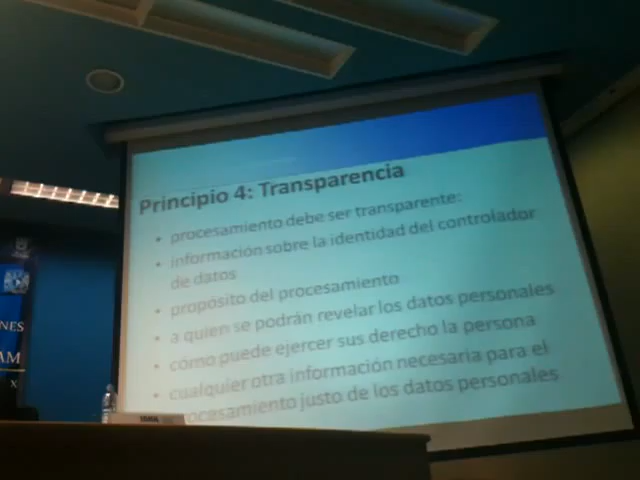 Principio 4: Transparencia
• procesamiento debe ser transparente:
• información sobre la identidad del controlador
de datos
• propósito del procesamiento
• a quien se podrán revelar los datos personales
• cómo puede ejercer sus derecho la persona
• cualquier otra información necesaria para el
procesamiento justo de los datos personales
NES
AM
X